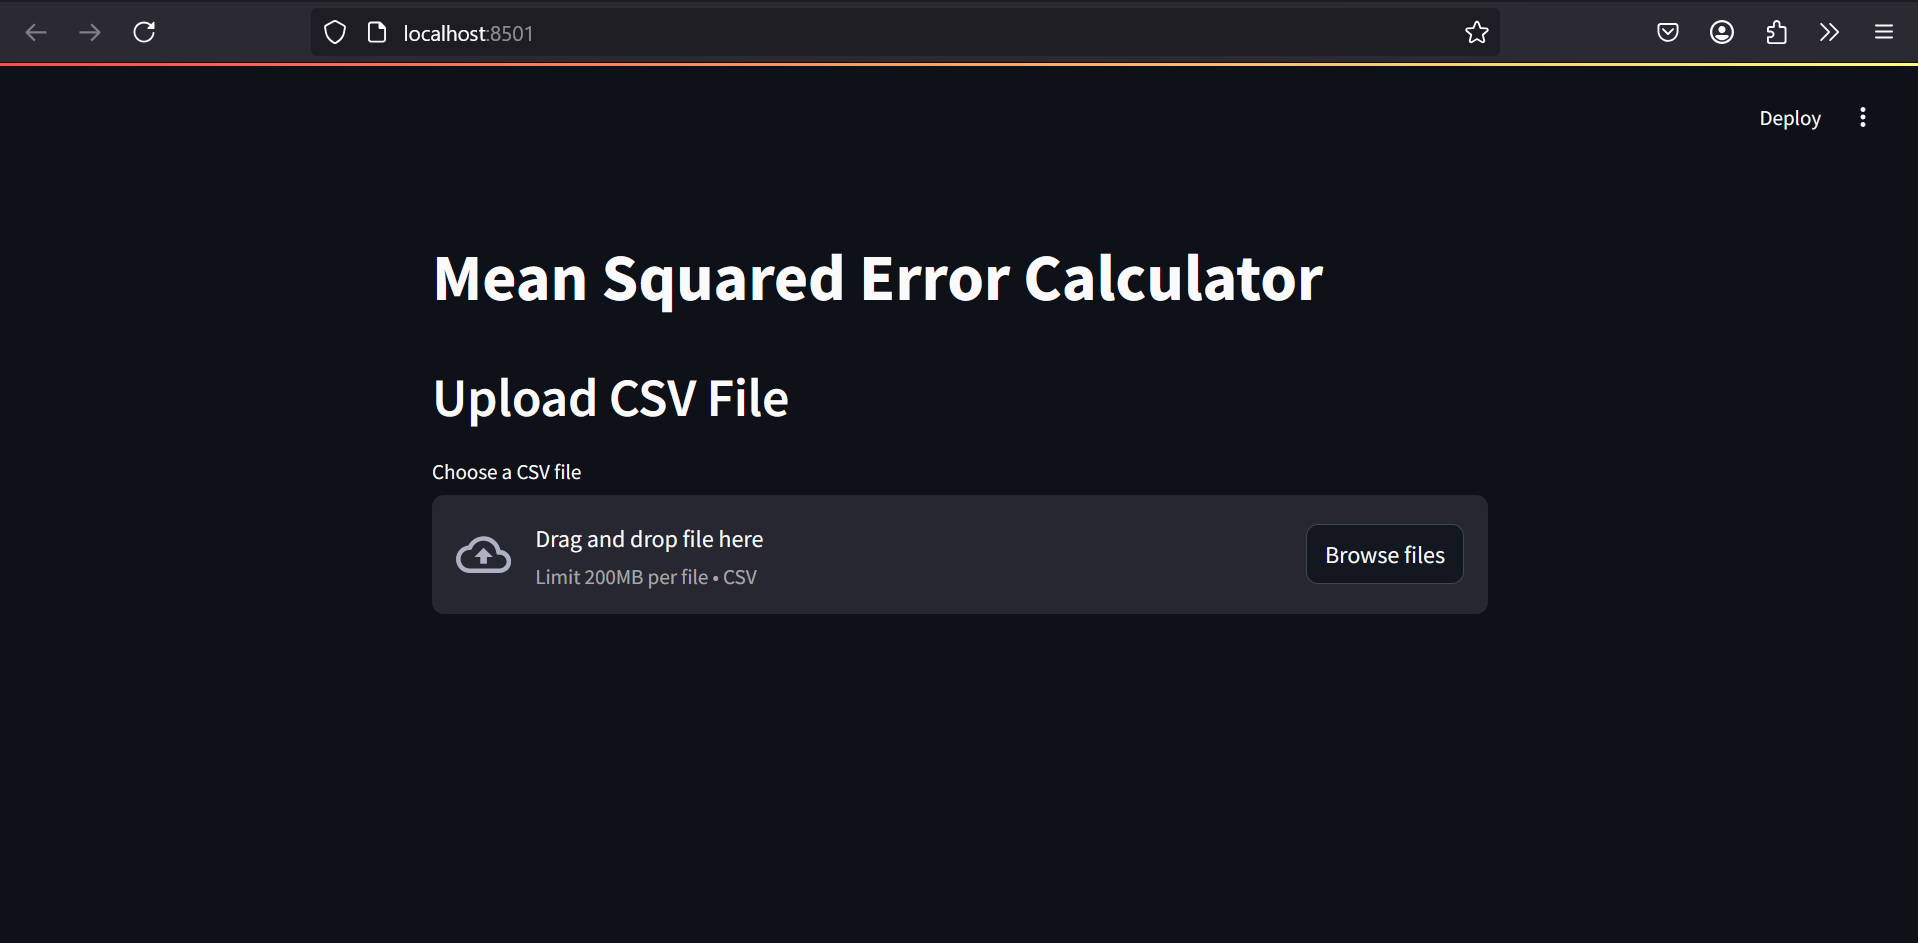 localhost:8501
Deploy
Mean Squared Error Calculator
Upload CSV File
Choose a CSV file
Drag and drop file here
Limit 200MB per file • CSV
Browse files